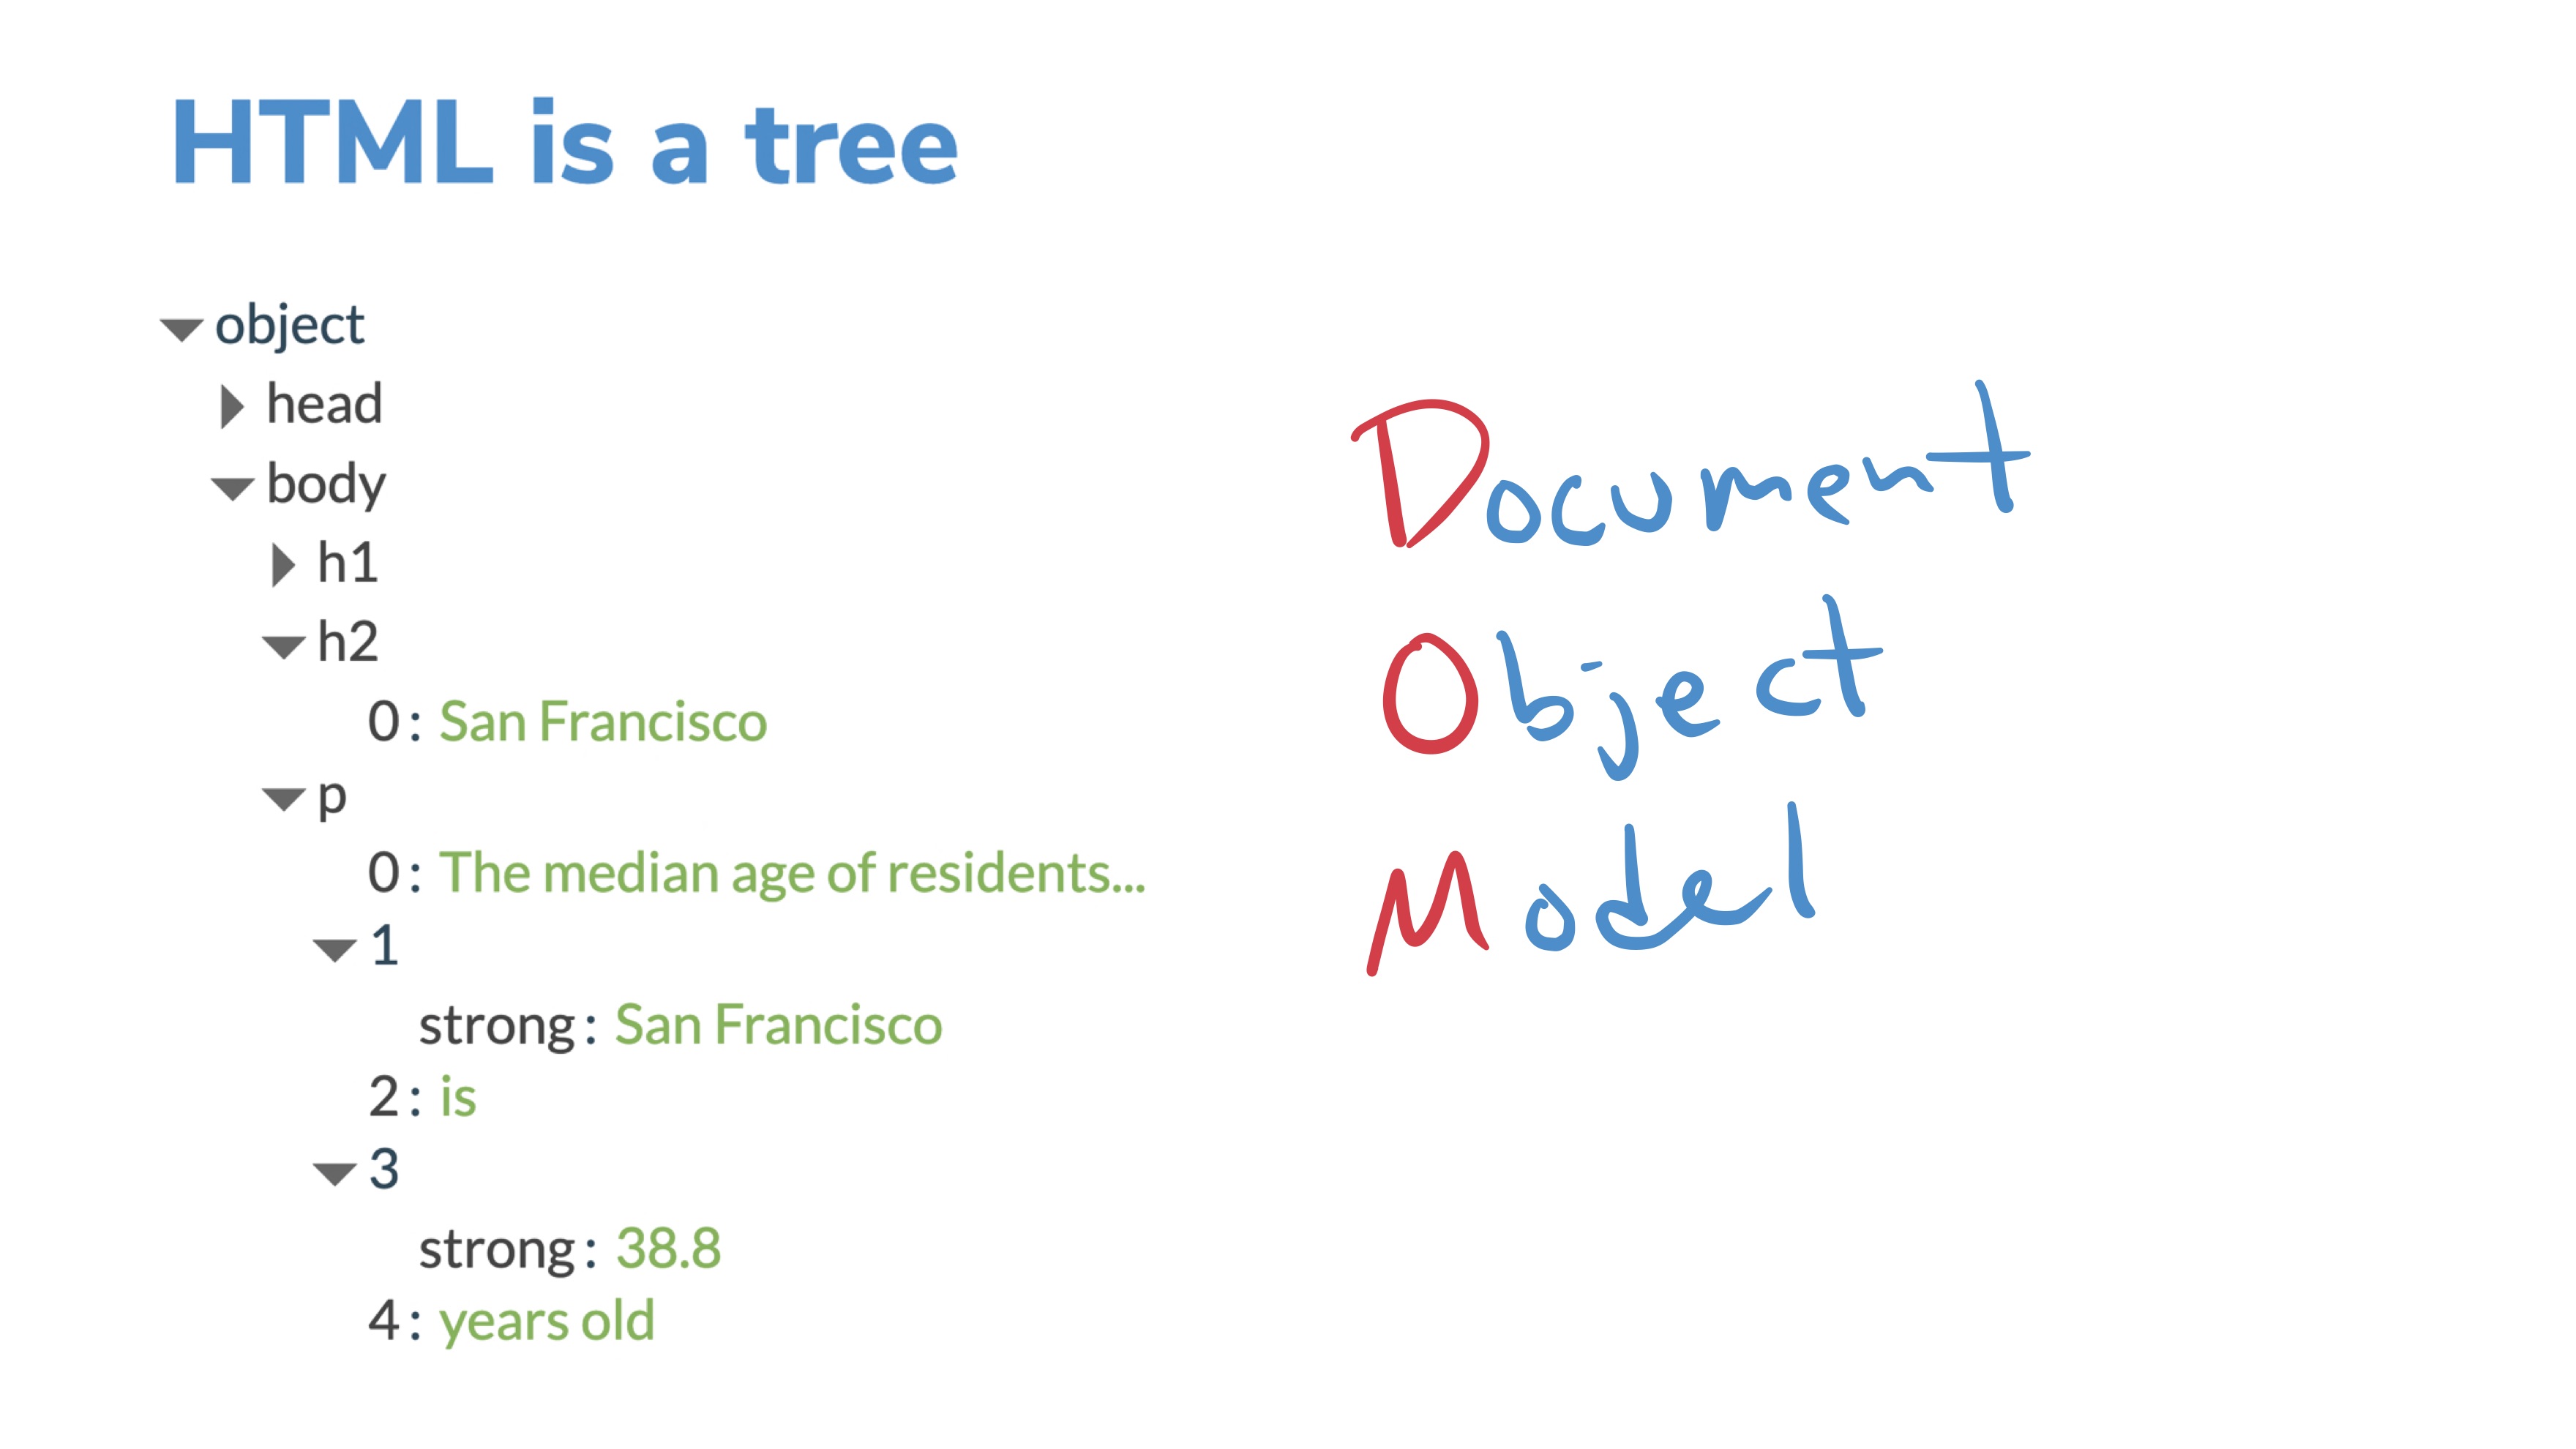 HTML is a tree
object
head
body
h1
h2
0: San Francisco
p
0: The median age of residents...
1
strong: San Francisco
2: is
3
strong: 38.8
4: years old
Document
Object
Model